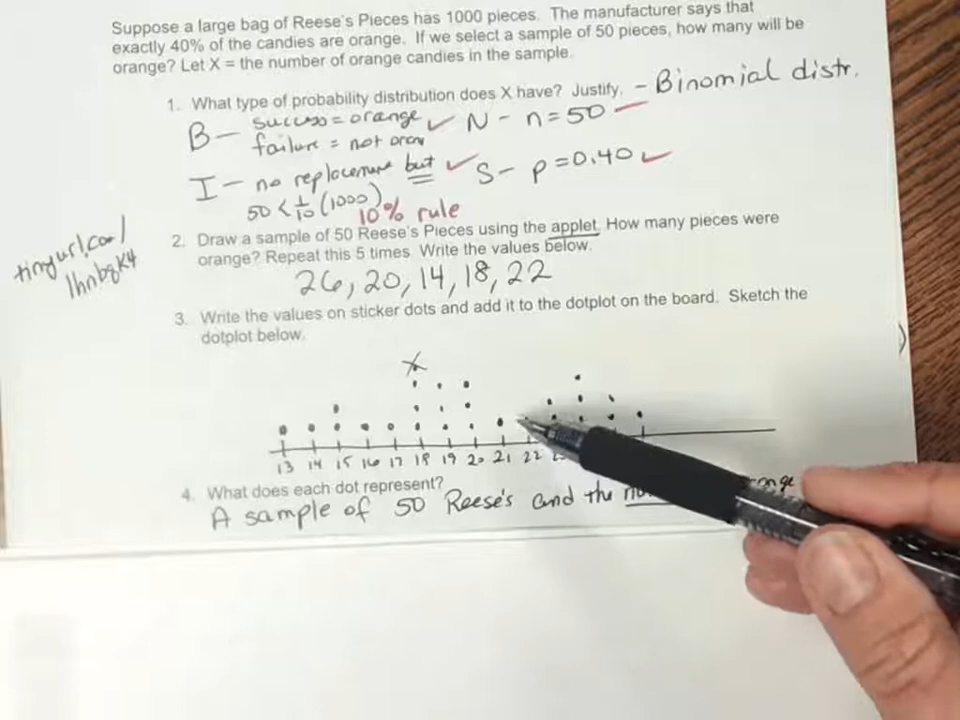 Suppose a large bag of Reese's Pieces has 1000 pieces. The manufacturer says that
exactly 40% of the candies are orange. If we select a sample of 50 pieces, how many will be
orange? Let X = the number of orange candies in the sample.
1. What type of probability distribution does X have? Justify. - Binomial distr.
B - success = orange ✓ N - n = 50
failure = not oran
I - no replacement but ✓ S - p = 0.40 ✓
50 < 1/10 (1000)
10% rule
tinyurl.com/
2. Draw a sample of 50 Reese's Pieces using the applet. How many pieces were
orange? Repeat this 5 times. Write the values below.
26, 20, 14, 18, 22
3. Write the values on sticker dots and add it to the dotplot on the board. Sketch the
dotplot below.
13 14 15 16 17 18 19 20 21 22
4. What does each dot represent?
A sample of 50 Reese's and the